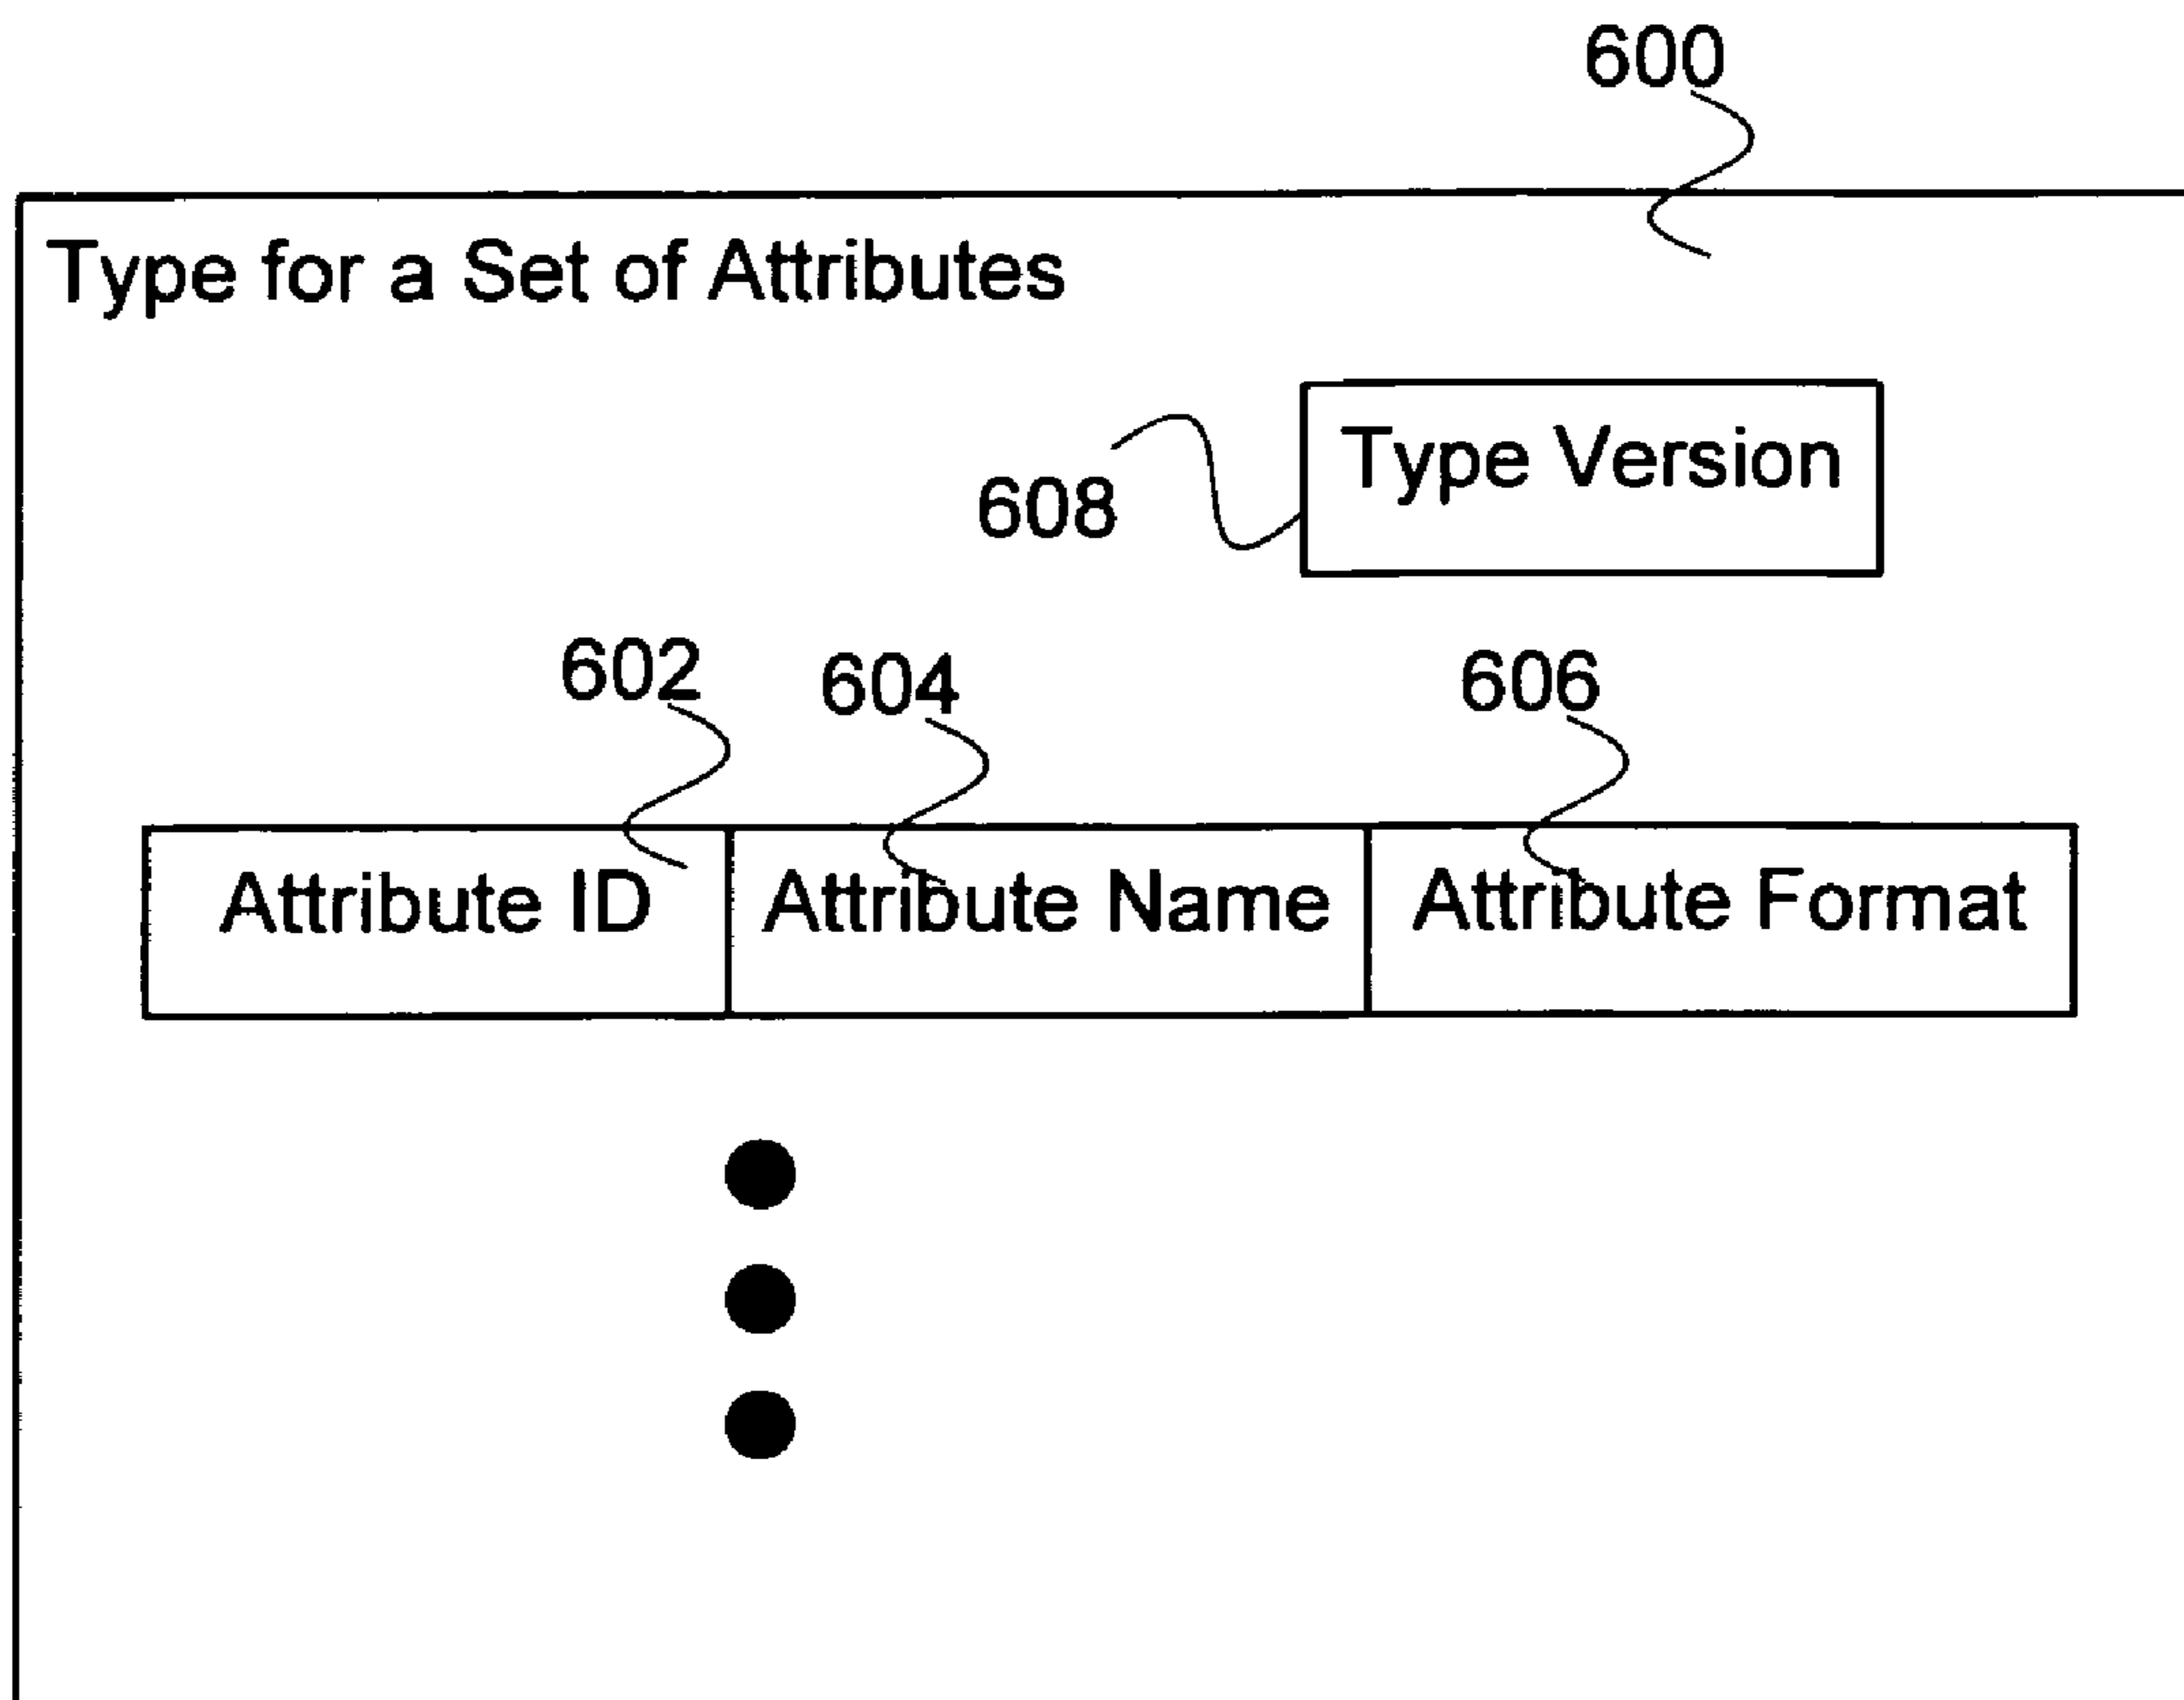 600
Type for a Set of Attributes
Type Version
608
602
604
606
Attribute ID
Attribute Name
Attribute Format